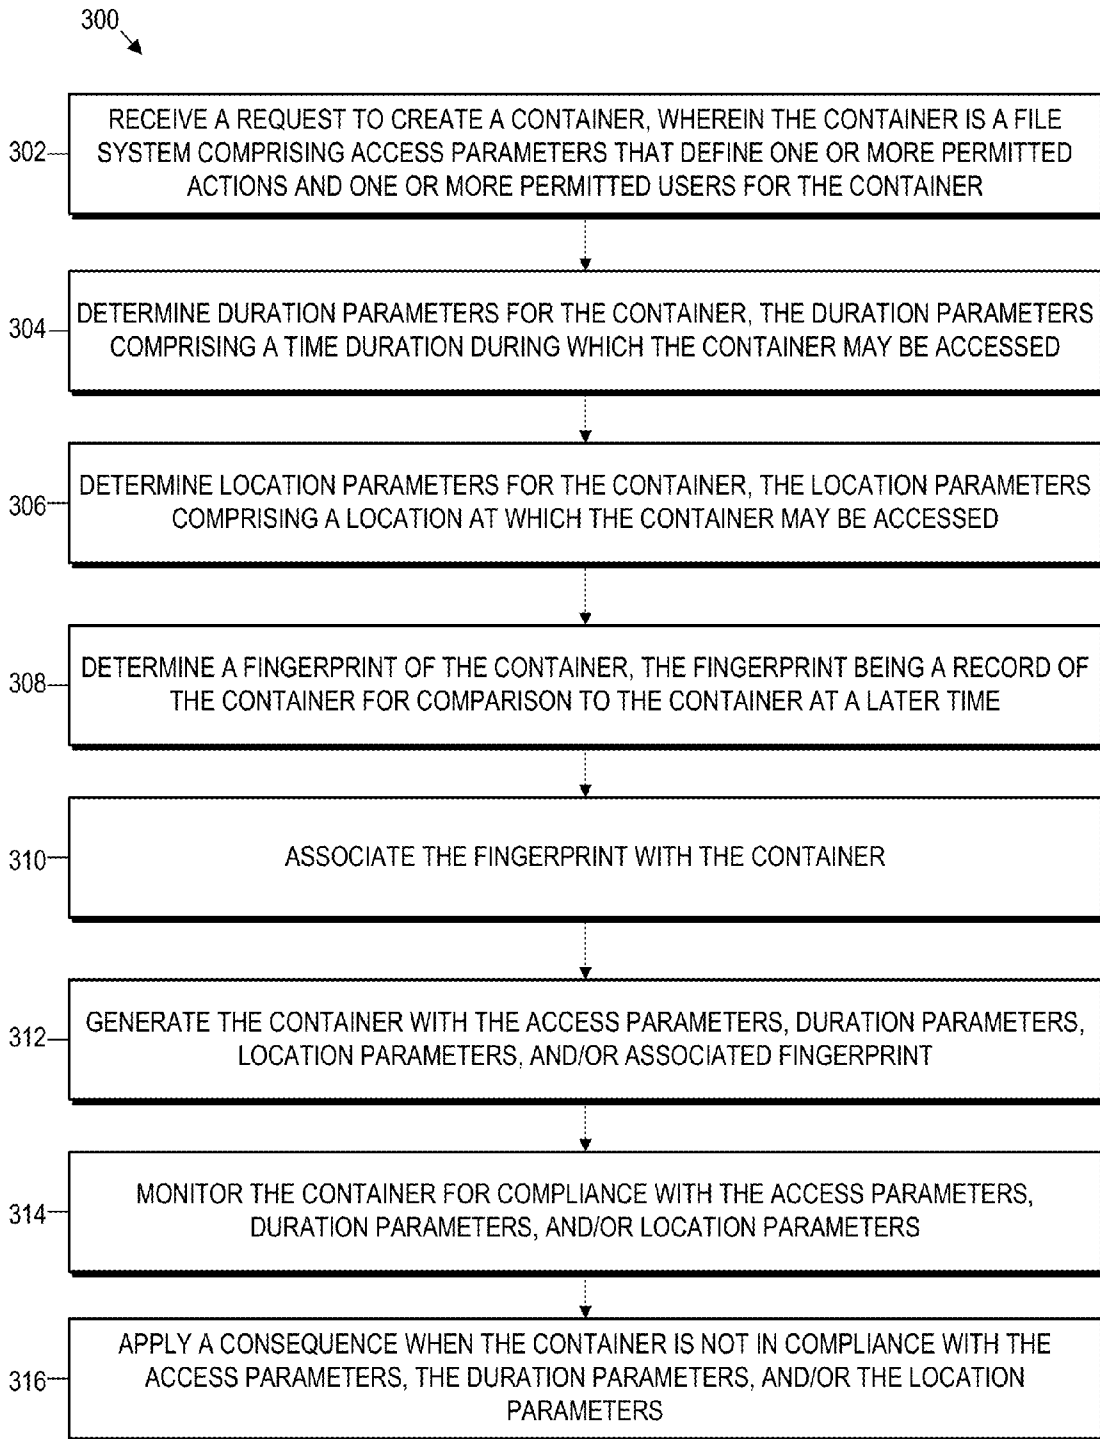 300
302
RECEIVE A REQUEST TO CREATE A CONTAINER, WHEREIN THE CONTAINER IS A FILE
SYSTEM COMPRISING ACCESS PARAMETERS THAT DEFINE ONE OR MORE PERMITTED
ACTIONS AND ONE OR MORE PERMITTED USERS FOR THE CONTAINER
304
DETERMINE DURATION PARAMETERS FOR THE CONTAINER, THE DURATION PARAMETERS
COMPRISING A TIME DURATION DURING WHICH THE CONTAINER MAY BE ACCESSED
306
DETERMINE LOCATION PARAMETERS FOR THE CONTAINER, THE LOCATION PARAMETERS
COMPRISING A LOCATION AT WHICH THE CONTAINER MAY BE ACCESSED
308
DETERMINE A FINGERPRINT OF THE CONTAINER, THE FINGERPRINT BEING A RECORD OF
THE CONTAINER FOR COMPARISON TO THE CONTAINER AT A LATER TIME
310
ASSOCIATE THE FINGERPRINT WITH THE CONTAINER
312
GENERATE THE CONTAINER WITH THE ACCESS PARAMETERS, DURATION PARAMETERS,
LOCATION PARAMETERS, AND/OR ASSOCIATED FINGERPRINT
314
MONITOR THE CONTAINER FOR COMPLIANCE WITH THE ACCESS PARAMETERS,
DURATION PARAMETERS, AND/OR LOCATION PARAMETERS
316
APPLY A CONSEQUENCE WHEN THE CONTAINER IS NOT IN COMPLIANCE WITH THE
ACCESS PARAMETERS, THE DURATION PARAMETERS, AND/OR THE LOCATION
PARAMETERS